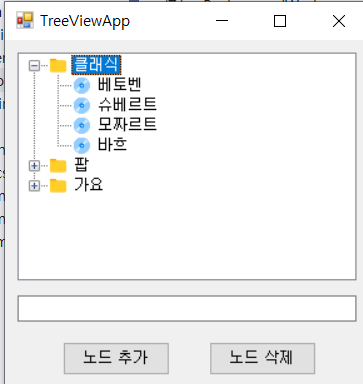 TreeViewApp
클래식
베토벤
슈베르트
모짜르트
바흐
팝
가요
노드 추가
노드 삭제